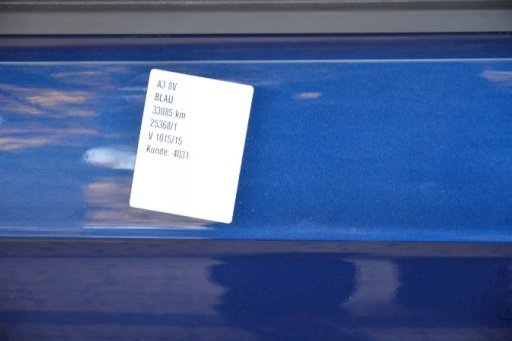 A3 8V
BLAU
33085 km
25368/1
V 1015/15
Kunde: 4031